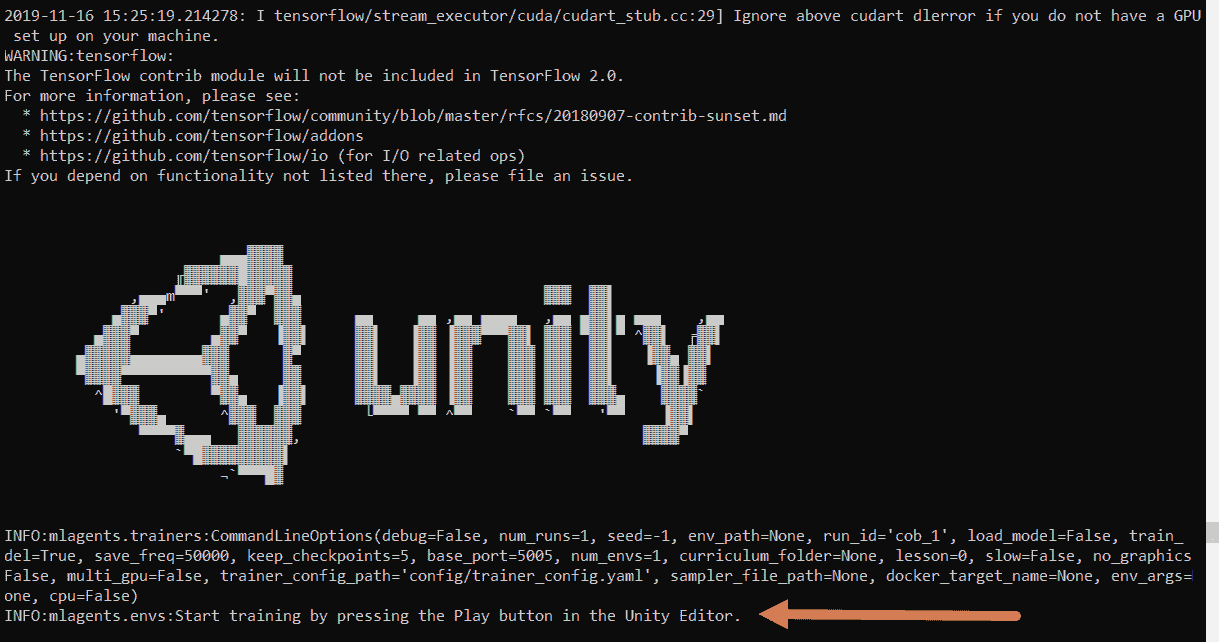 2019-11-16 15:25:19.214278: I tensorflow/stream_executor/cuda/cudart_stub.cc:29] Ignore above cudart dlerror if you do not have a GPU
 set up on your machine.
WARNING:tensorflow:
The TensorFlow contrib module will not be included in TensorFlow 2.0.
For more information, please see:
  * https://github.com/tensorflow/community/blob/master/rfcs/20180907-contrib-sunset.md
  * https://github.com/tensorflow/addons
  * https://github.com/tensorflow/io (for I/O related ops)
If you depend on functionality not listed there, please file an issue.
unity
INFO:mlagents.trainers:CommandLineOptions(debug=False, num_runs=1, seed=-1, env_path=None, run_id='cob_1', load_model=False, train_
del=True, save_freq=50000, keep_checkpoints=5, base_port=5005, num_envs=1, curriculum_folder=None, lesson=0, slow=False, no_graphics
False, multi_gpu=False, trainer_config_path='config/trainer_config.yaml', sampler_file_path=None, docker_target_name=None, env_args=
one, cpu=False)
INFO:mlagents.envs:Start training by pressing the Play button in the Unity Editor.